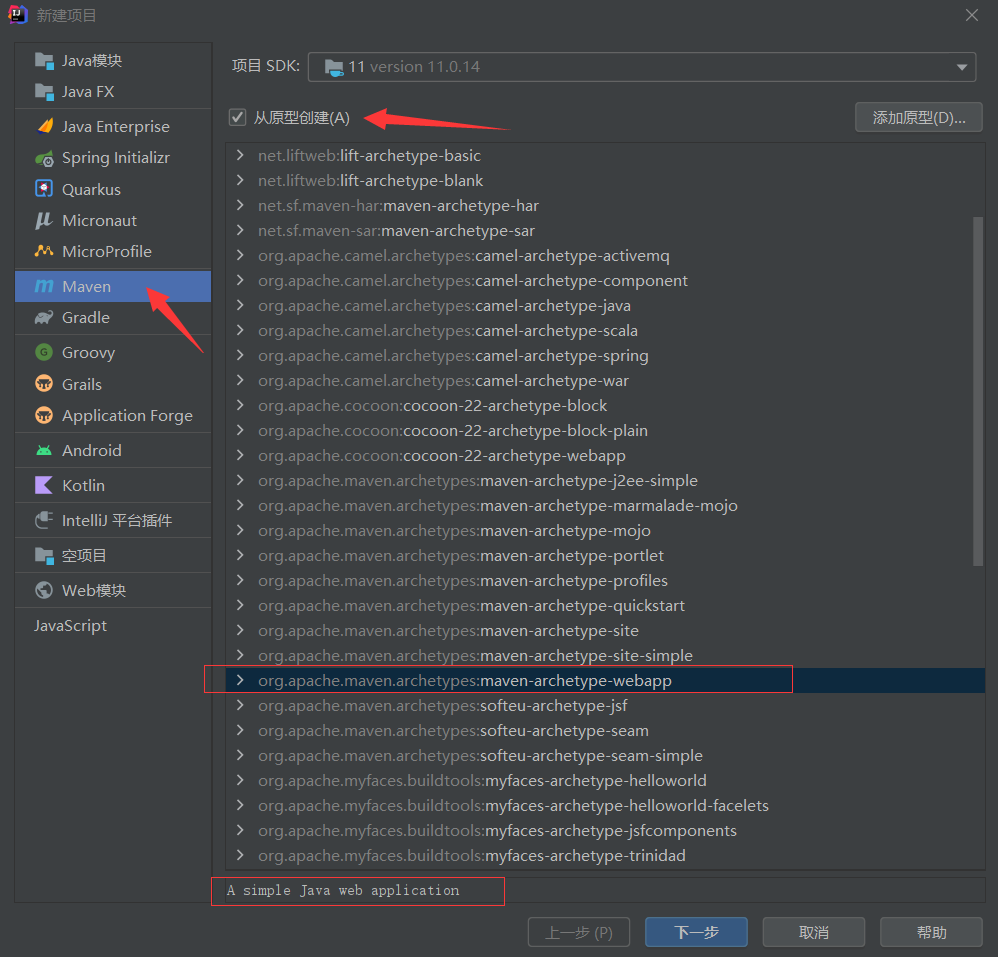 新建项目
Java模块
Java FX
Java Enterprise
Spring Initializr
Quarkus
Micronaut
MicroProfile
Maven
Gradle
Groovy
Grails
Application Forge
Android
Kotlin
IntelliJ 平台插件
空项目
Web模块
JavaScript
项目 SDK: 11 version 11.0.14
从原型创建(A) 添加原型(D)...
net.liftweb:lift-archetype-basic
net.liftweb:lift-archetype-blank
net.sf.maven-har:maven-archetype-har
net.sf.maven-sar:maven-archetype-sar
org.apache.camel.archetypes:camel-archetype-activemq
org.apache.camel.archetypes:camel-archetype-component
org.apache.camel.archetypes:camel-archetype-java
org.apache.camel.archetypes:camel-archetype-scala
org.apache.camel.archetypes:camel-archetype-spring
org.apache.camel.archetypes:camel-archetype-war
org.apache.cocoon:cocoon-22-archetype-block
org.apache.cocoon:cocoon-22-archetype-block-plain
org.apache.cocoon:cocoon-22-archetype-webapp
org.apache.maven.archetypes:maven-archetype-j2ee-simple
org.apache.maven.archetypes:maven-archetype-marmalade-mojo
org.apache.maven.archetypes:maven-archetype-mojo
org.apache.maven.archetypes:maven-archetype-portlet
org.apache.maven.archetypes:maven-archetype-profiles
org.apache.maven.archetypes:maven-archetype-quickstart
org.apache.maven.archetypes:maven-archetype-site
org.apache.maven.archetypes:maven-archetype-site-simple
org.apache.maven.archetypes:maven-archetype-webapp
org.apache.maven.archetypes:softeu-archetype-jsf
org.apache.maven.archetypes:softeu-archetype-seam
org.apache.maven.archetypes:softeu-archetype-seam-simple
org.apache.myfaces.buildtools:myfaces-archetype-helloworld
org.apache.myfaces.buildtools:myfaces-archetype-helloworld-facelets
org.apache.myfaces.buildtools:myfaces-archetype-jsfcomponents
org.apache.myfaces.buildtools:myfaces-archetype-trinidad
A simple Java web application
上一步 (P) 下一步 取消 帮助